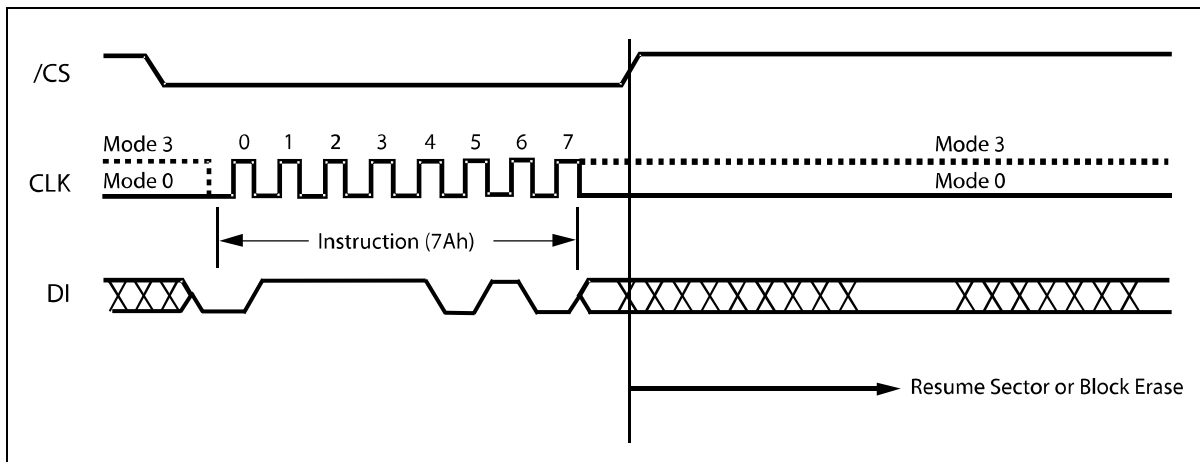 /CS
Mode 3
0 1 2 3 4 5 6 7
Mode 3
CLK
Mode 0
Mode 0
Instruction (7Ah)
DI
Resume Sector or Block Erase